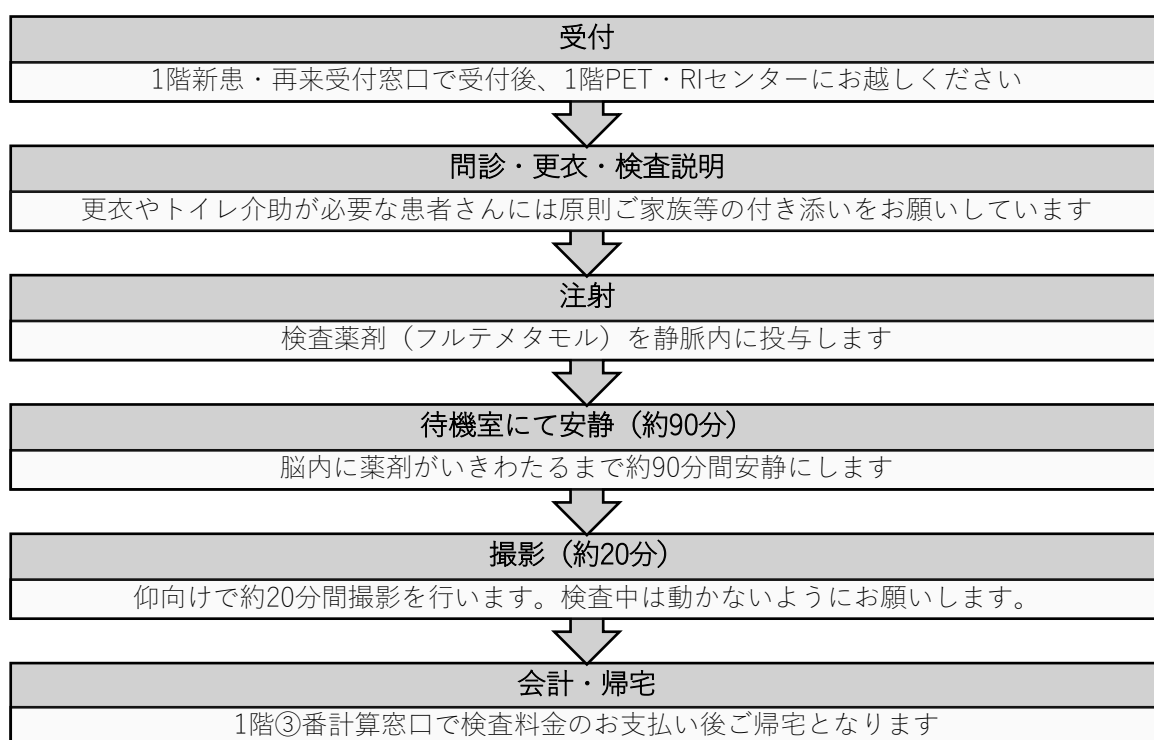 受付
1階新患・再来受付窓口で受付後、1階PET・RIセンターにお越しください
問診・更衣・検査説明
更衣やトイレ介助が必要な患者さんには原則ご家族等の付き添いをお願いしています
注射
検査薬剤（フルテメタモル）を静脈内に投与します
待機室にて安静（約90分）
脳内に薬剤がいきわたるまで約90分間安静にします
撮影（約20分）
仰向けで約20分間撮影を行います。検査中は動かないようにお願いします。
会計・帰宅
1階③番計算窓口で検査料金のお支払い後ご帰宅となります